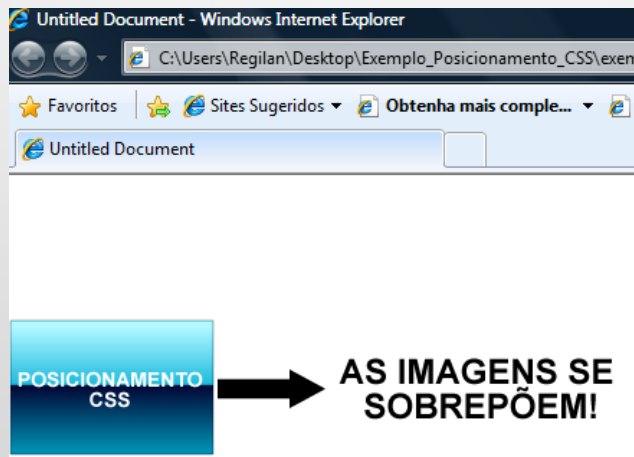 Untitled Document - Windows Internet Explorer
C:\Users\Regilan\Desktop\Exemplo_Posicionamento_CSS\exem
Favoritos Sites Sugeridos Obtenha mais comple...
Untitled Document
POSICIONAMENTO
CSS
AS IMAGENS SE
SOBREPÕEM!